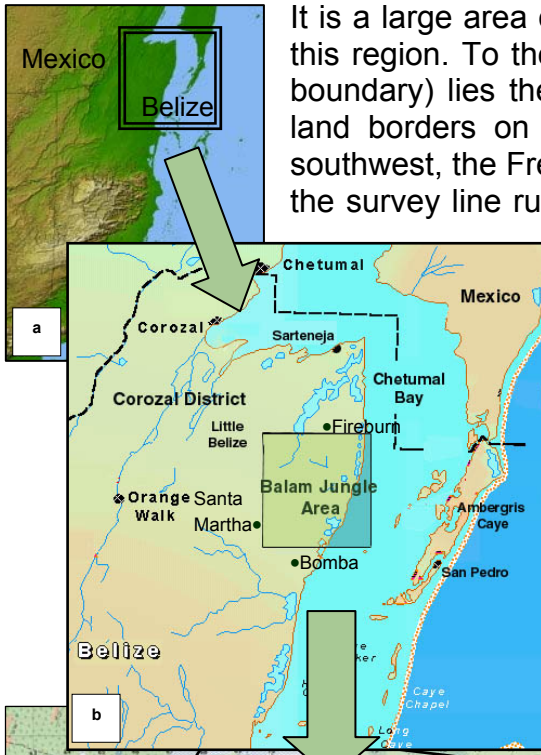 It is a large area
this region. To the
boundary) lies the
land borders on
southwest, the Fre
the survey line ru
Mexico
Belize
a
Chetumal
Mexico
Corozal
Sarteneja
Chetumal
Bay
Corozal District
Little
Belize
Fireburn
Balam Jungle
Area
Orange
Walk
Santa
Martha
Ambergris
Caye
Bomba
San Pedro
Belize
Caye
Chapel
Long
Caye
b